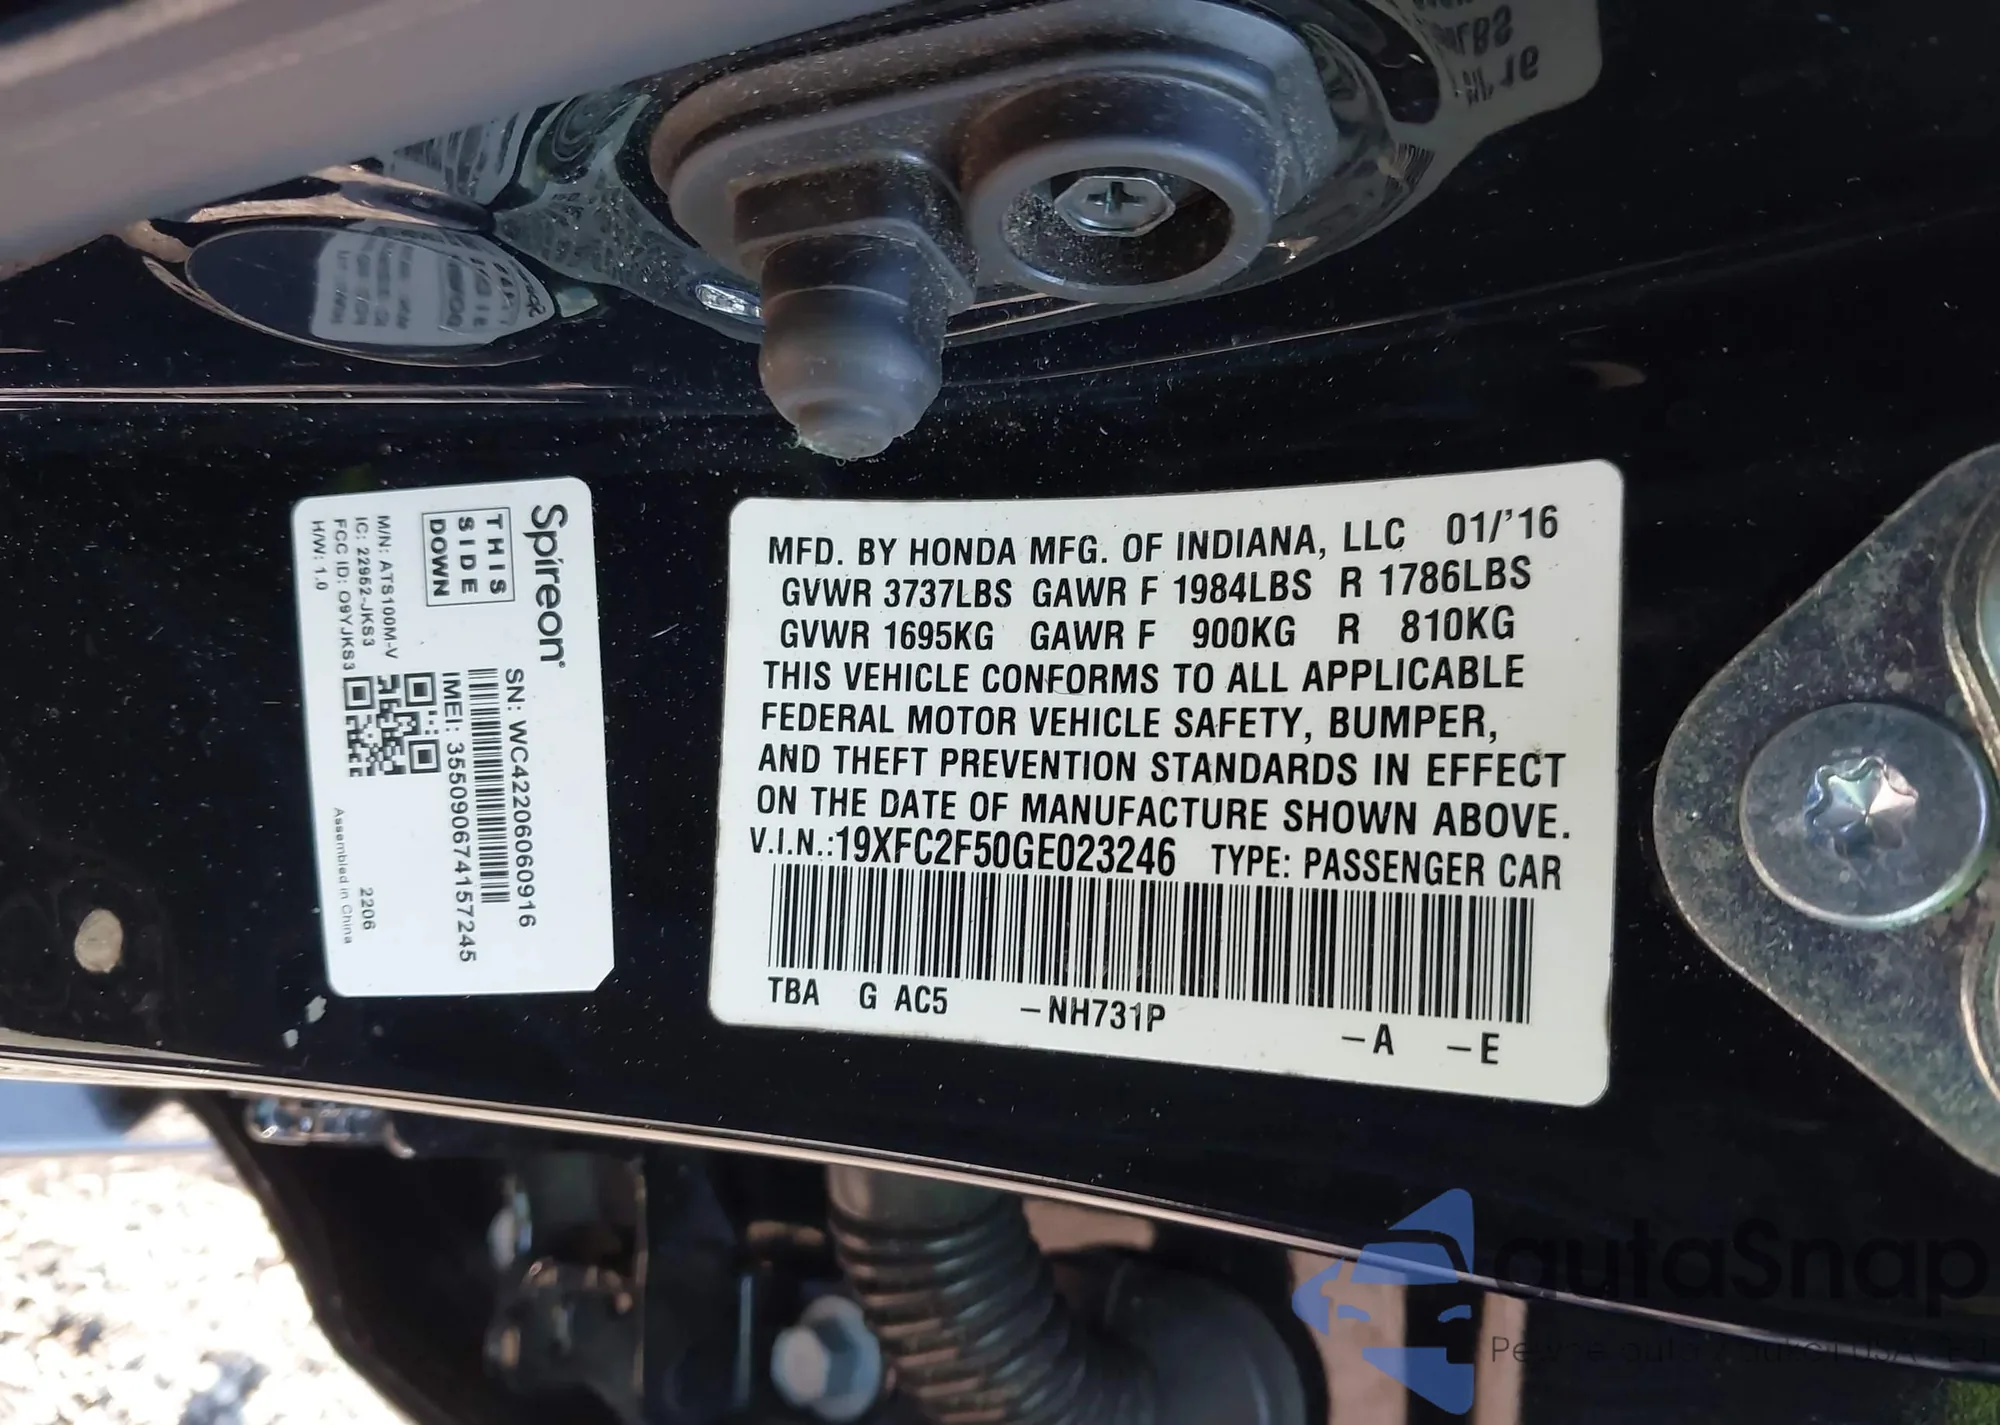 Spireon
THIS
SIDE
DOWN
SN: WC42206060916
IMEI: 355090674157245
M/N: ATS100M-V
IC: 22952-JKS3
FCC ID: O9YJKS3
H/W: 1.0
2206
Assembled in China
MFD. BY HONDA MFG. OF INDIANA, LLC 01/'16
GVWR 3737LBS GAWR F 1984LBS R 1786LBS
GVWR 1695KG GAWR F 900KG R 810KG
THIS VEHICLE CONFORMS TO ALL APPLICABLE
FEDERAL MOTOR VEHICLE SAFETY, BUMPER,
AND THEFT PREVENTION STANDARDS IN EFFECT
ON THE DATE OF MANUFACTURE SHOWN ABOVE.
V.I.N.:19XFC2F50GE023246 TYPE: PASSENGER CAR
TBA G AC5 -NH731P -A -E
autaSnap